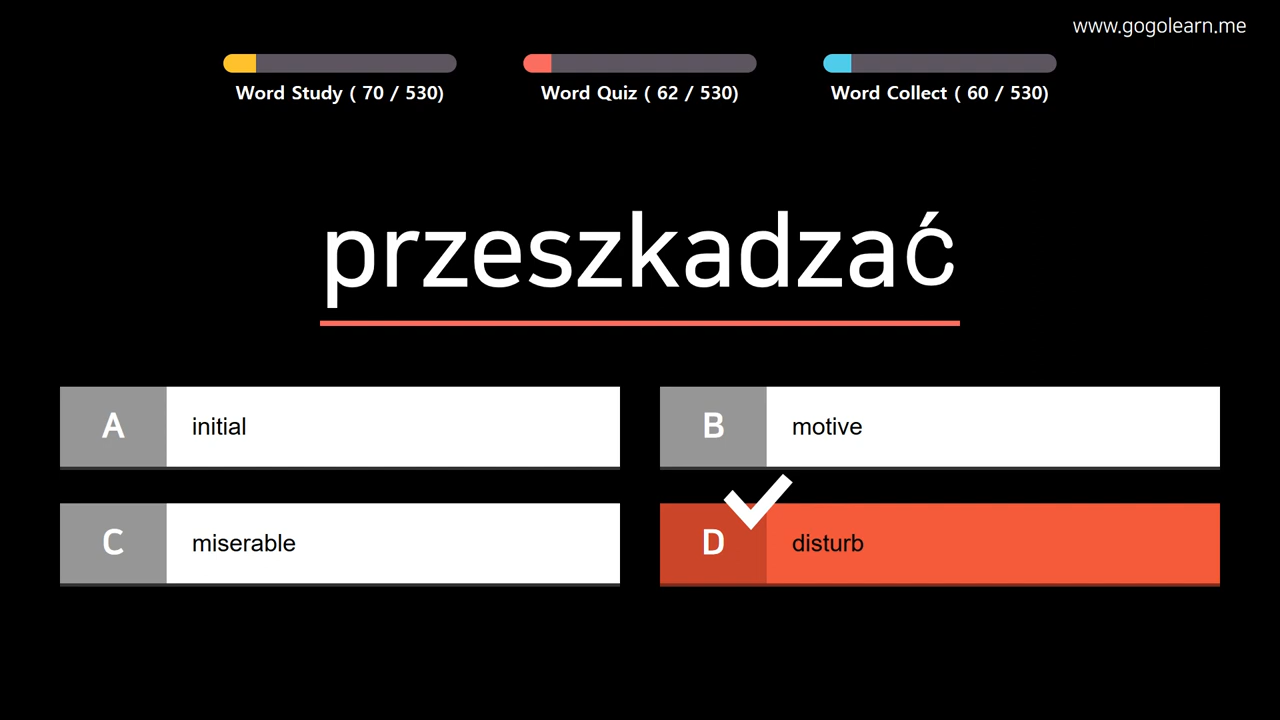 www.gogolearn.me
Word Study ( 70 / 530)
Word Quiz ( 62 / 530)
Word Collect ( 60 / 530)
przeszkadzać
A initial
B motive
C miserable
D disturb